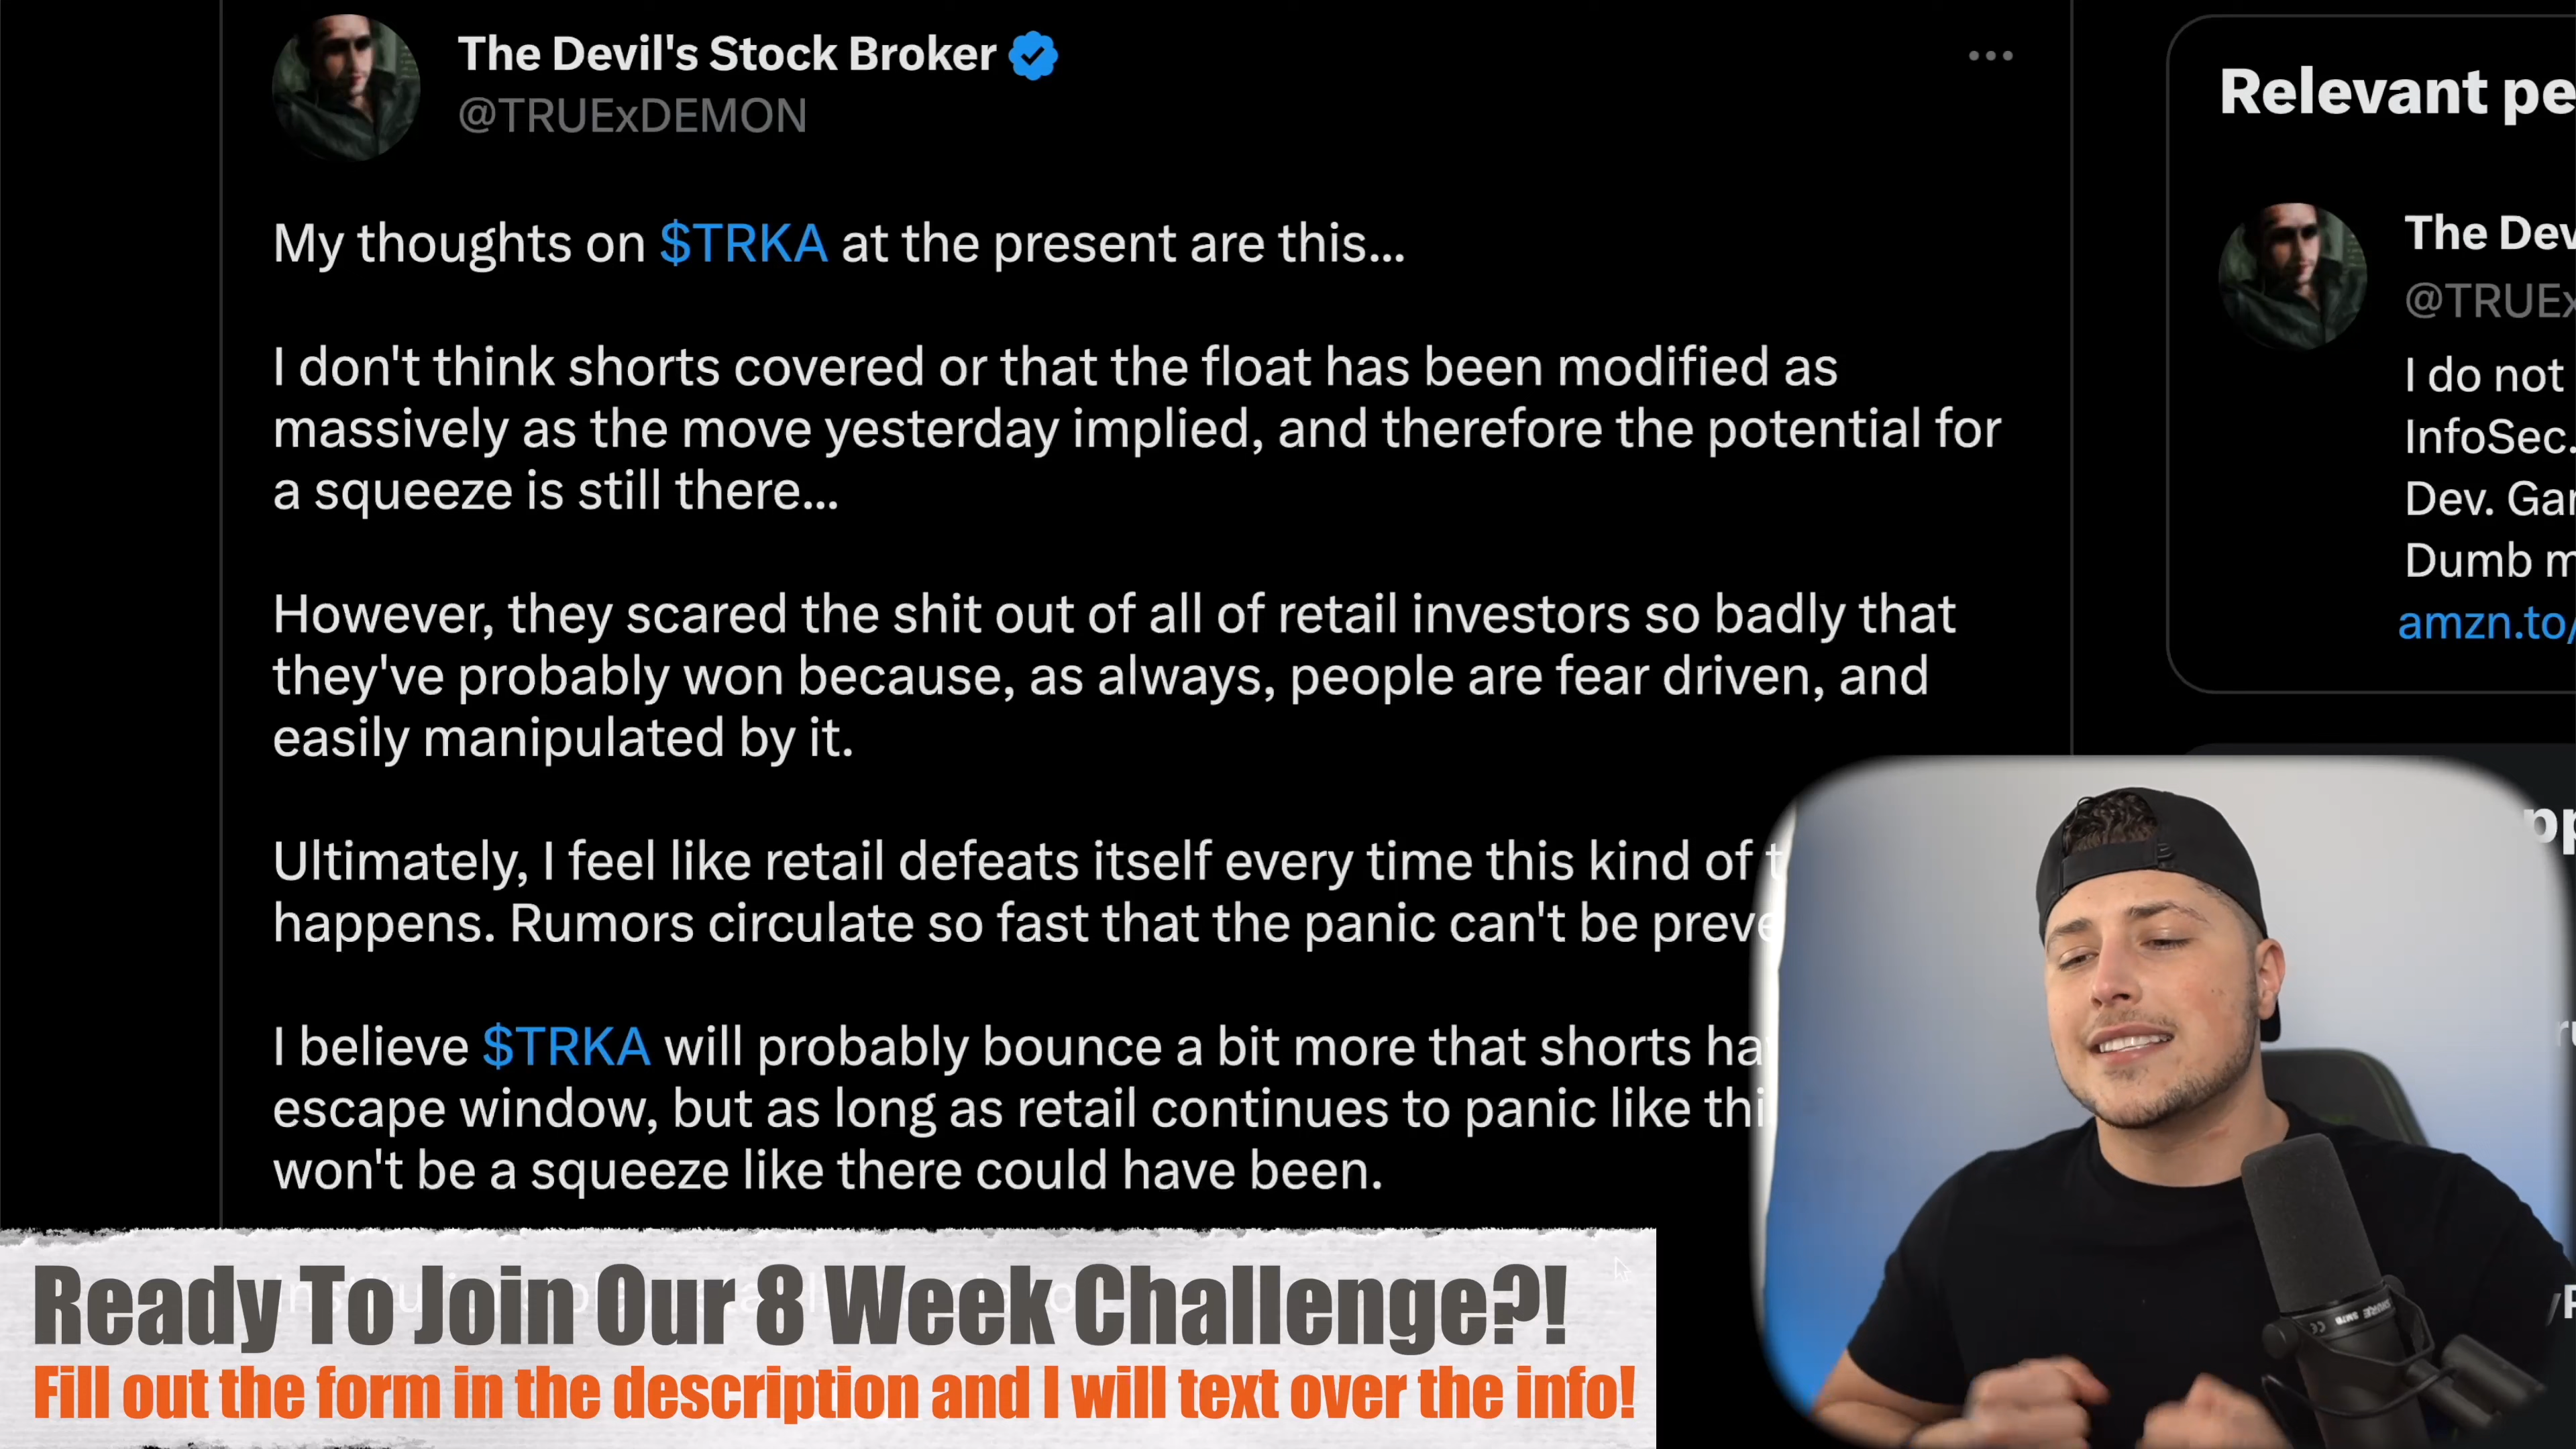 The Devil's Stock Broker
@TRUExDEMON
My thoughts on $TRKA at the present are this...
I don't think shorts covered or that the float has been modified as
massively as the move yesterday implied, and therefore the potential for
a squeeze is still there...
However, they scared the shit out of all of retail investors so badly that
they've probably won because, as always, people are fear driven, and
easily manipulated by it.
Ultimately, I feel like retail defeats itself every time this kind of
happens. Rumors circulate so fast that the panic can't be
I believe $TRKA will probably bounce a bit more that shorts
escape window, but as long as retail continues to panic like
won't be a squeeze like there could have been.
Relevant
The
I do not
InfoSec.
Dev.
Dumb
amzn.to/
Ready To Join Our 8 Week Challenge?!
Fill out the form in the description and I will text over the info!